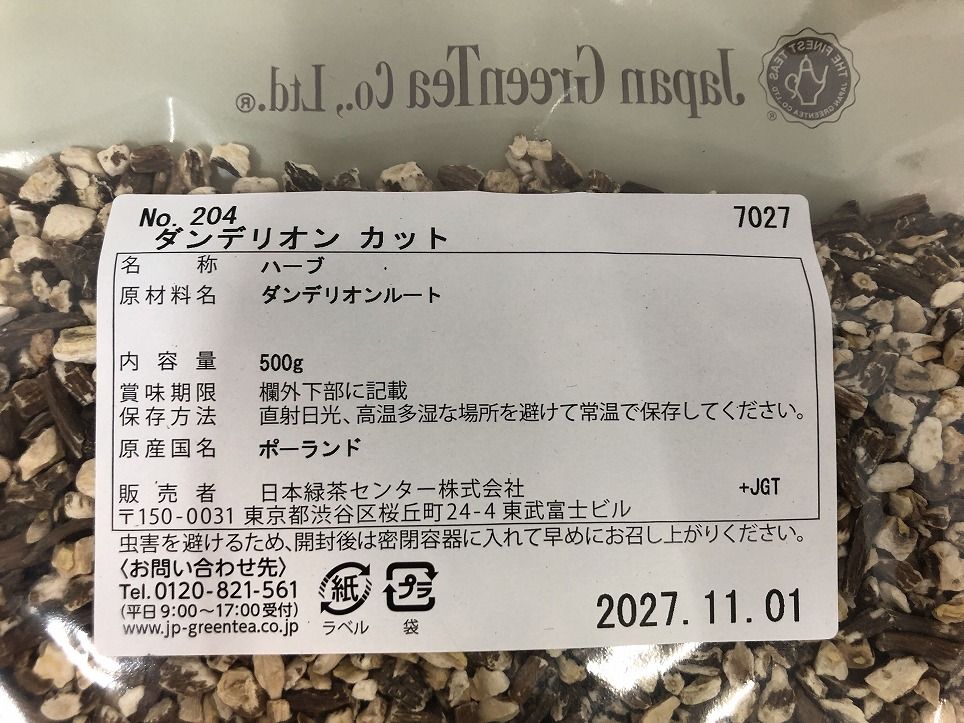 Japan GreenTea Co., Ltd.®
THE FINEST TEAS
JAPAN GREENTEA CO. LTD.
®
No. 204
7027
ダンデリオン カット
名称 ハーブ
原材料名 ダンデリオンルート
内容量 500g
賞味期限 欄外下部に記載
保存方法 直射日光、高温多湿な場所を避けて常温で保存してください。
原産国名 ポーランド
販売者 日本緑茶センター株式会社 +JGT
〒150-0031 東京都渋谷区桜丘町24-4 東武富士ビル
虫害を避けるため、開封後は密閉容器に入れて早めにお召し上がりください。
〈お問い合わせ先〉
Tel. 0120-821-561
(平日9:00〜17:00受付)
www.jp-greentea.co.jp
紙
ラベル
プラ
袋
2027.11.01